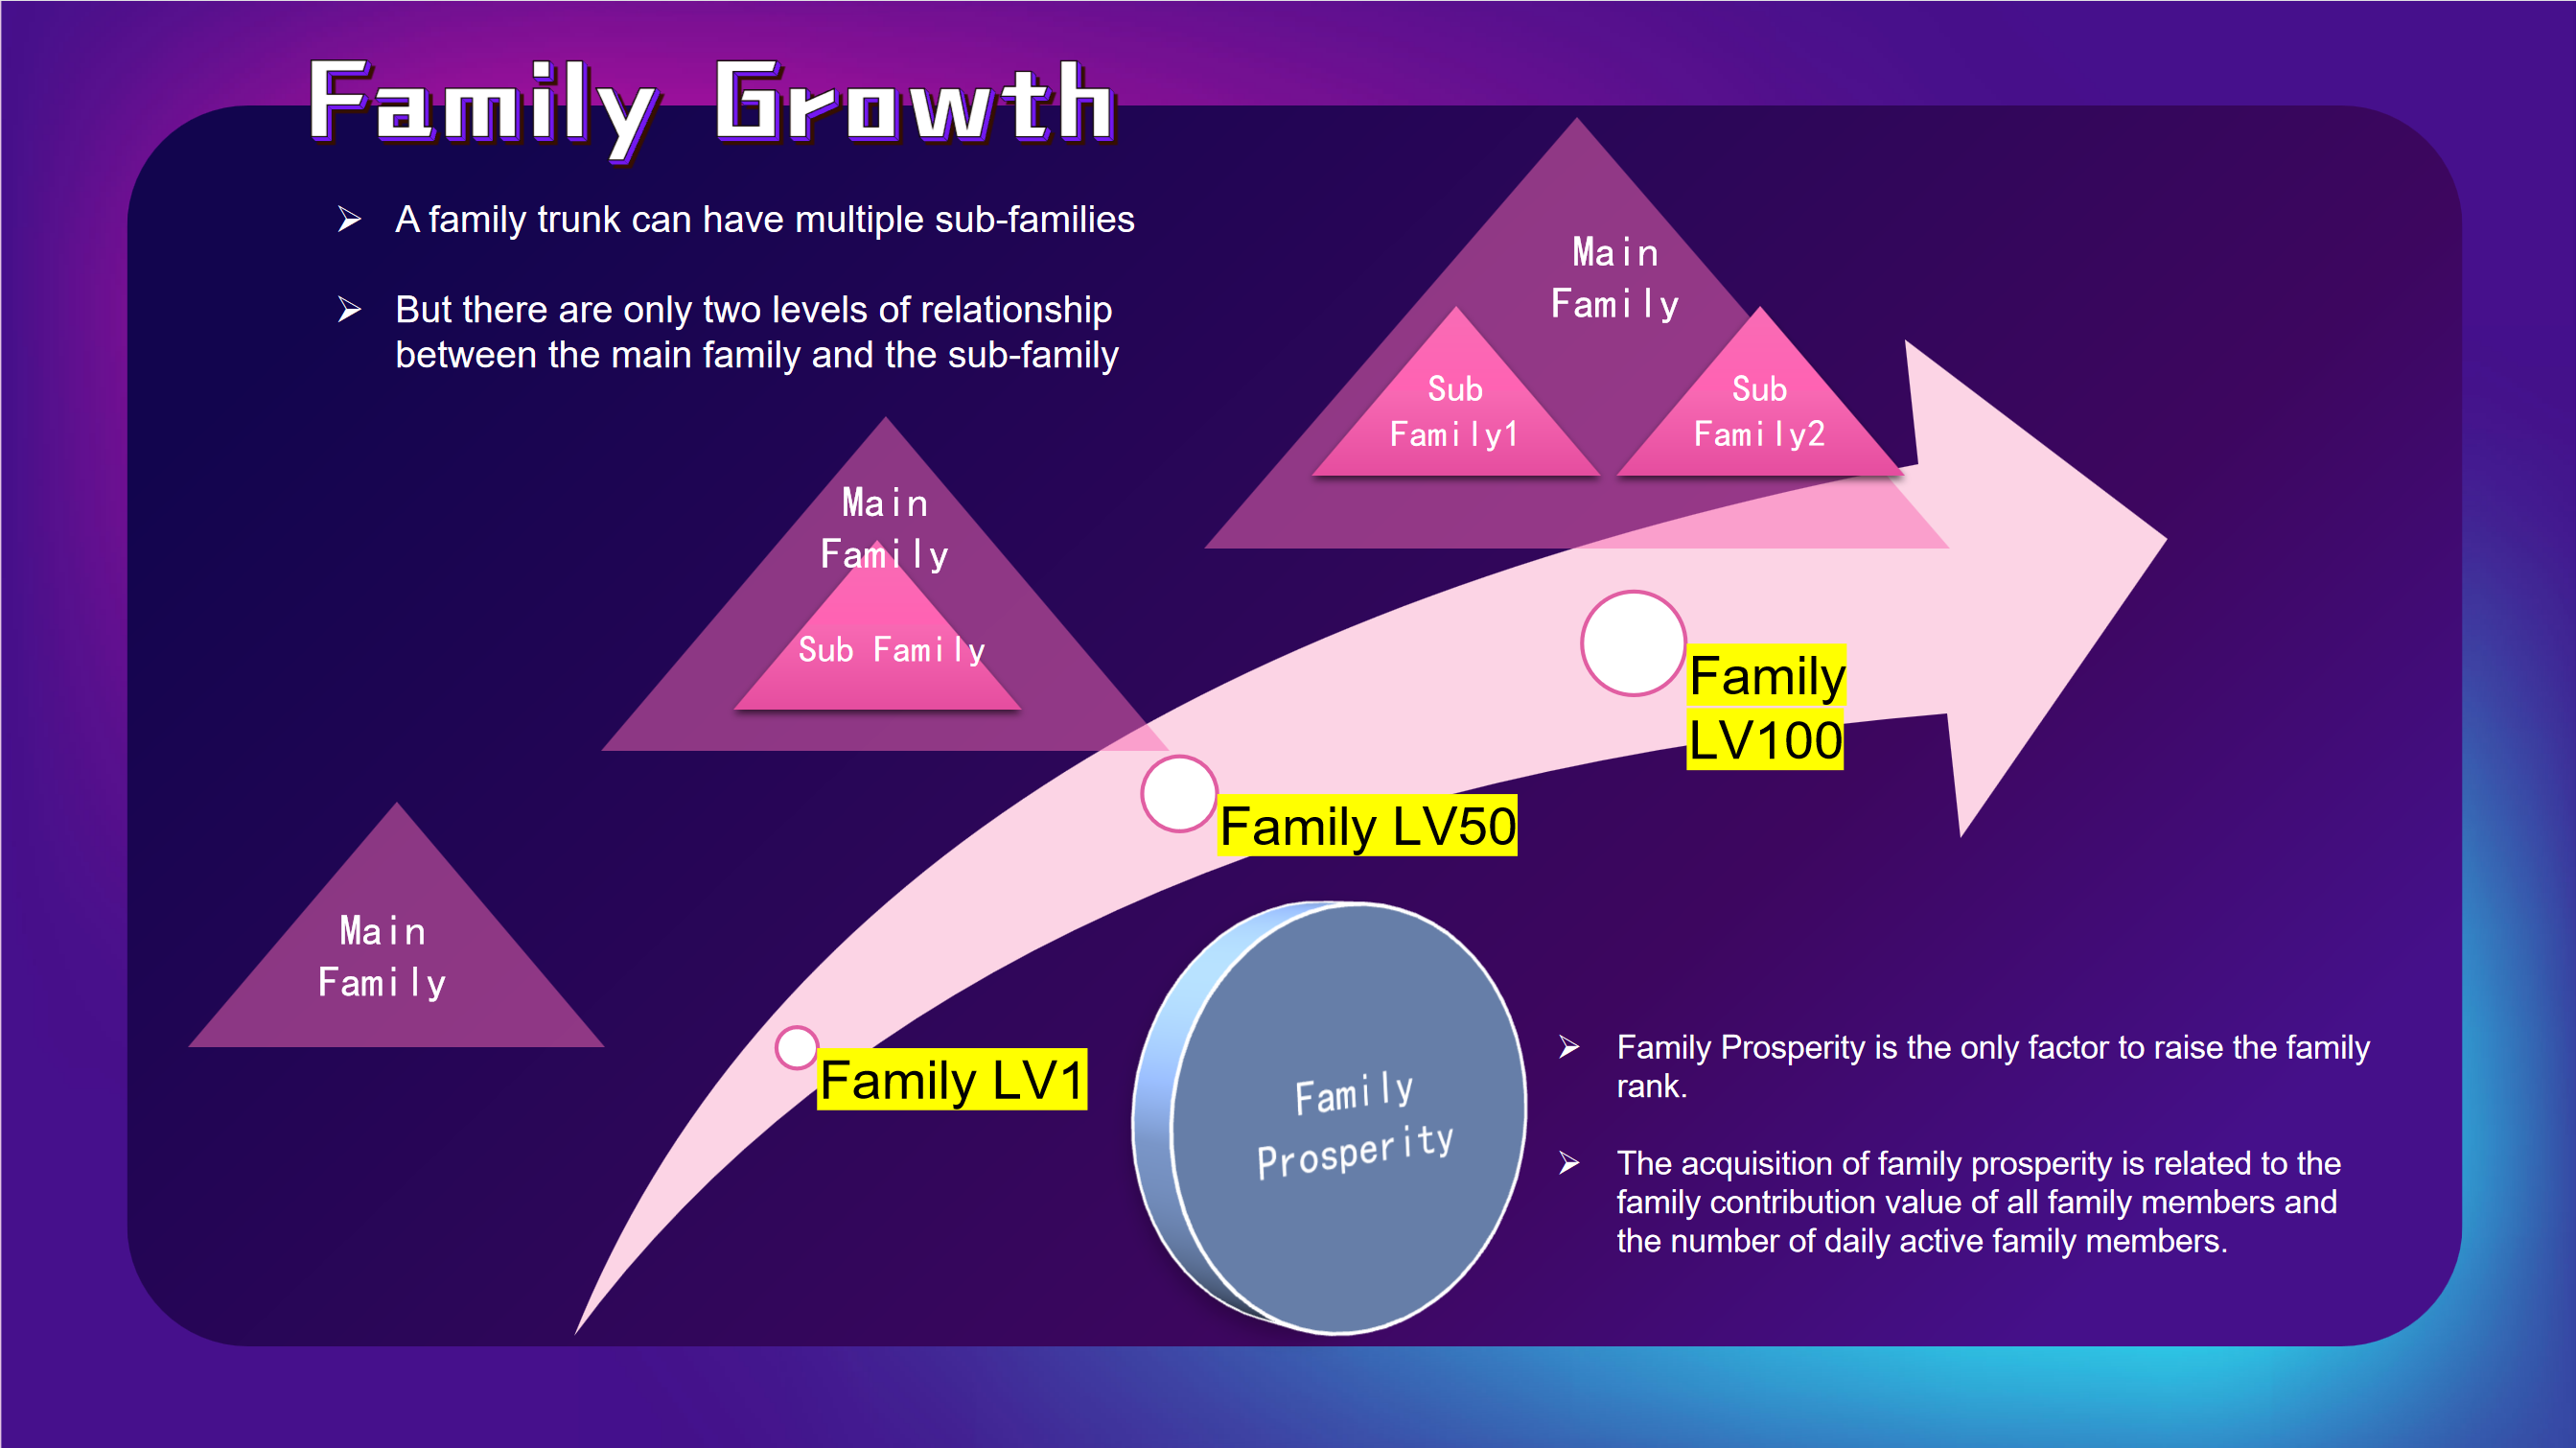 Family Growth
A family trunk can have multiple sub-families
But there are only two levels of relationship
between the main family and the sub-family
Main
Family
Sub
Family1
Sub
Family2
Main
Family
Sub Family
Family
LV100
Family LV50
Main
Family
Family LV1
Family
Prosperity
Family Prosperity is the only factor to raise the family
rank.
The acquisition of family prosperity is related to the
family contribution value of all family members and
the number of daily active family members.